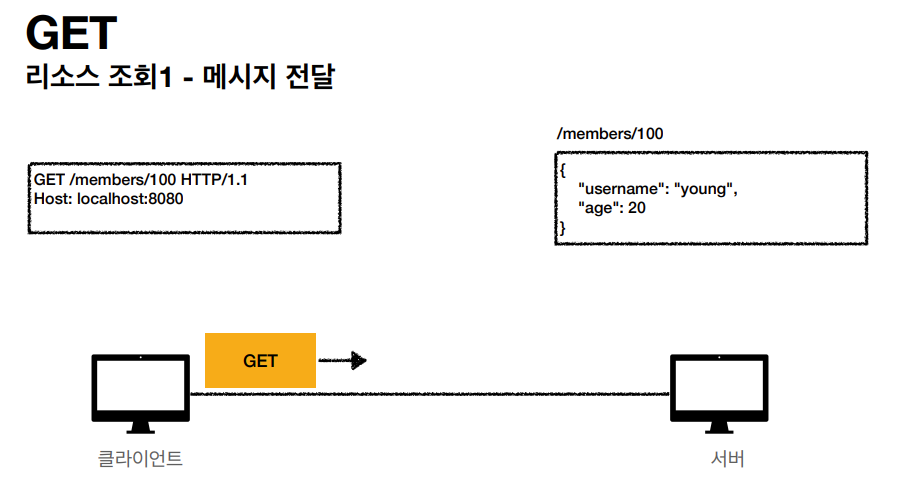 GET
리소스 조회1 - 메시지 전달
/members/100
GET /members/100 HTTP/1.1
Host: localhost:8080
{
"username": "young",
"age": 20
}
GET
클라이언트
서버